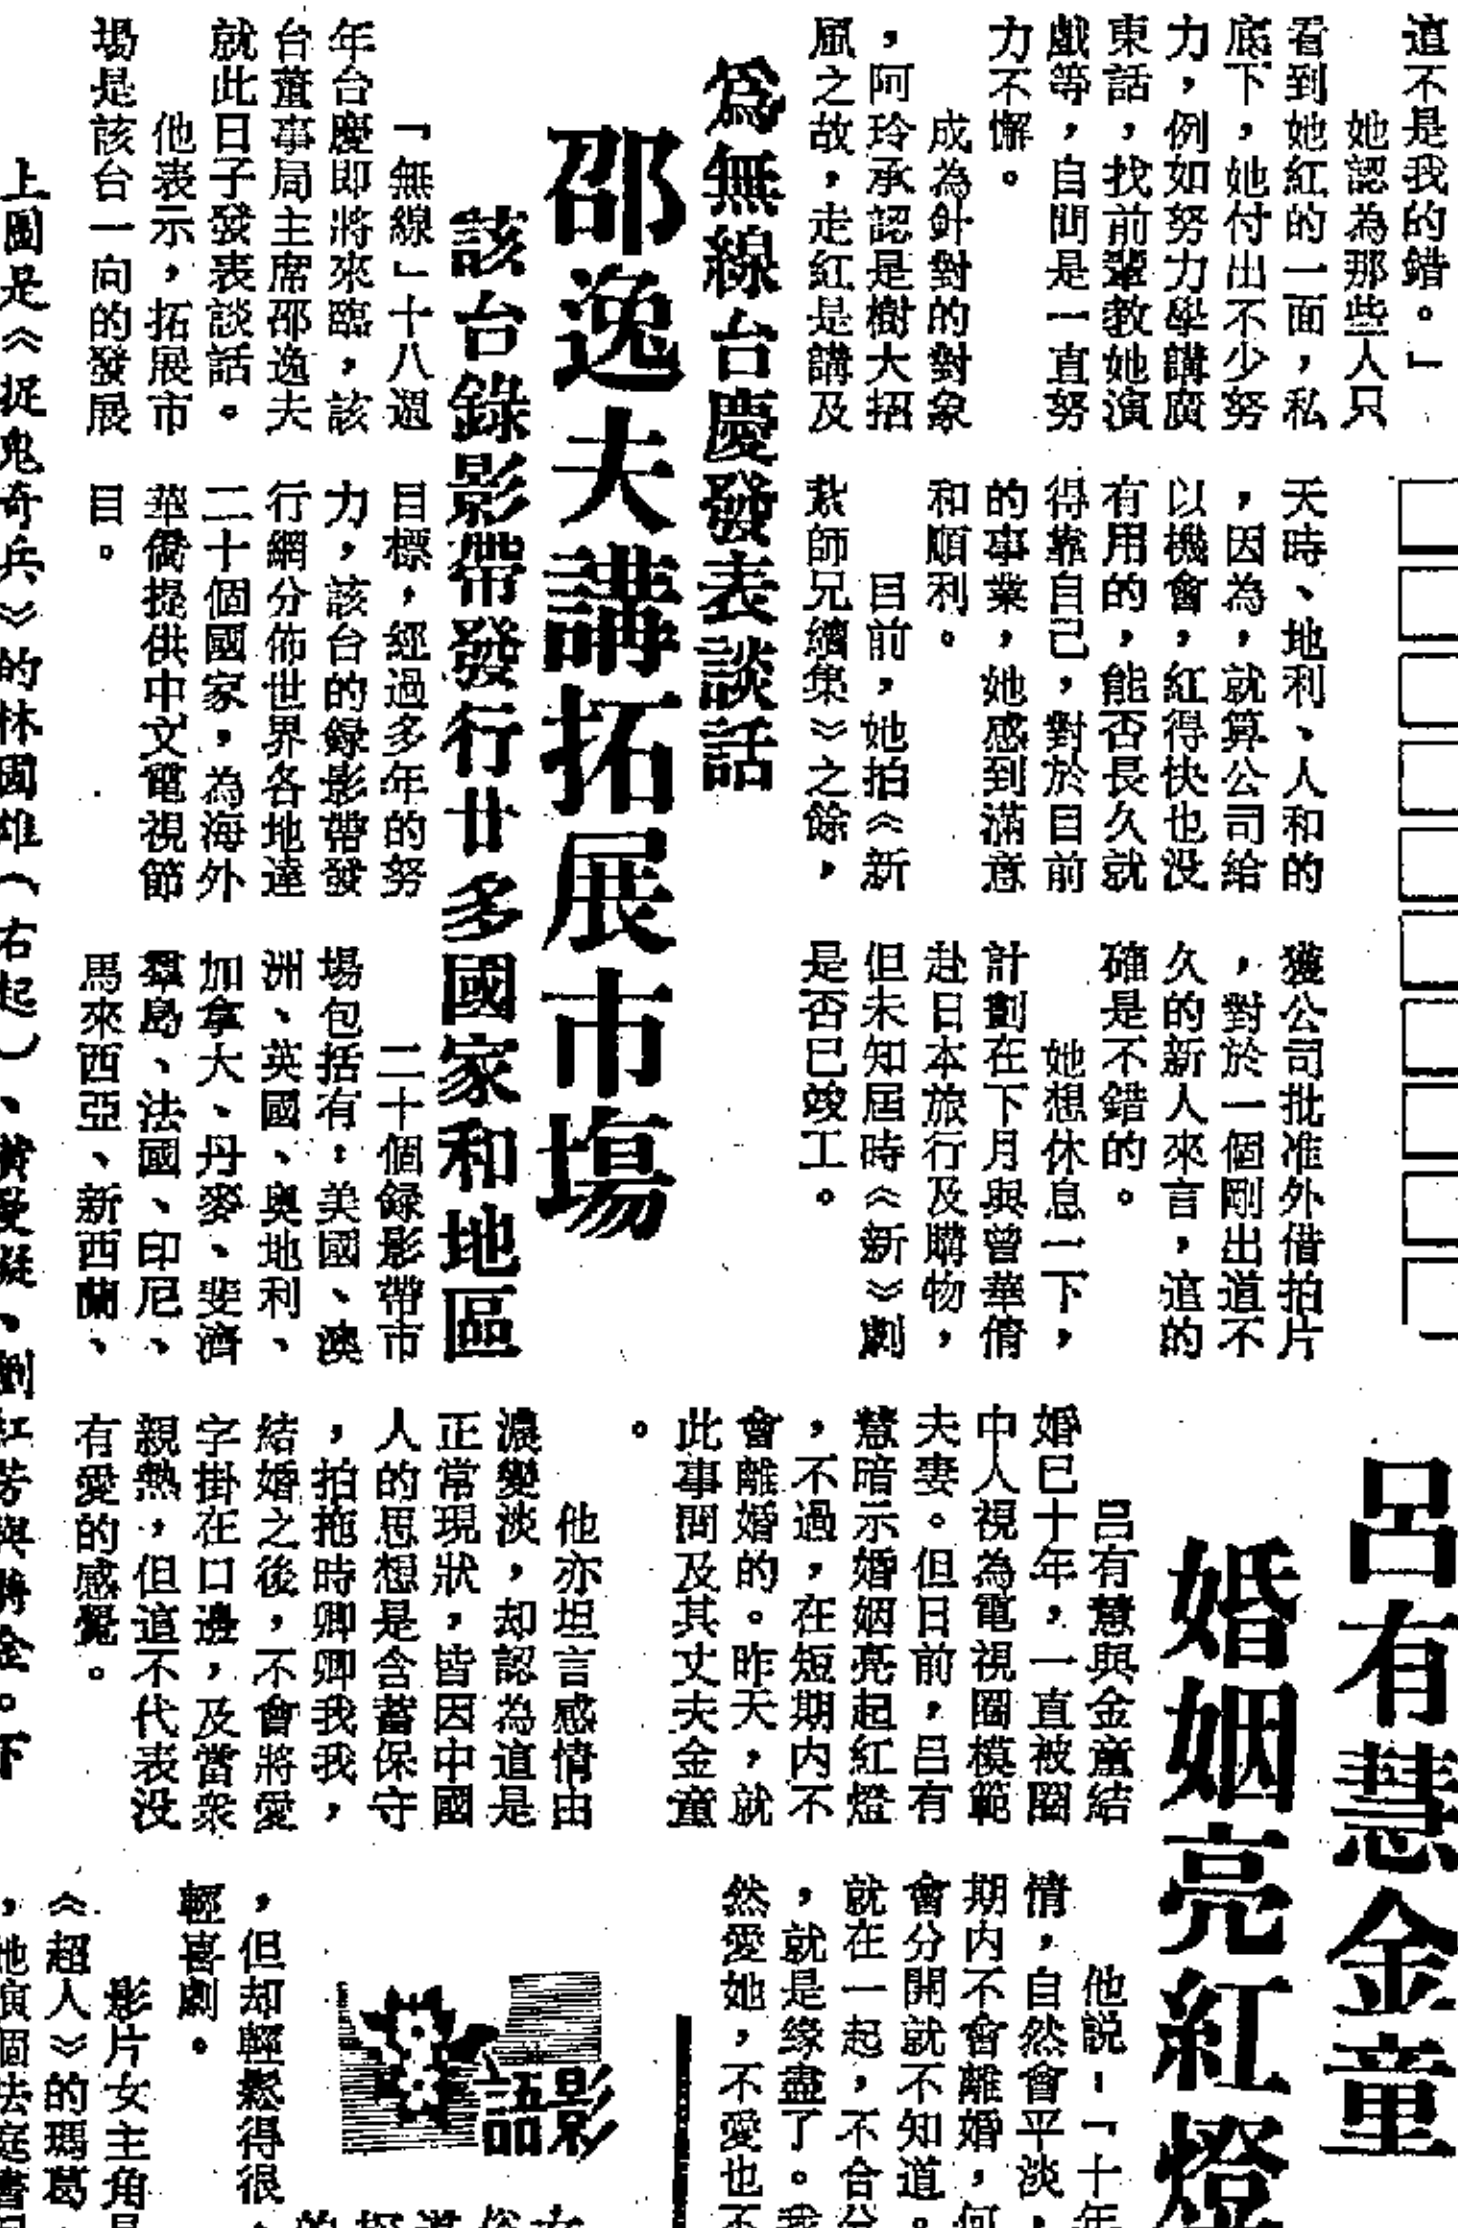 這不是我的錯。」
她認為那些人只
看到她紅的一面，私
底下，她付出不少努
力，例如努力學講廣
東話，找前輩教她演
戲等，自問是一直努
力不懈。
成為針對的對象
，阿玲承認是樹大招
風之故，走紅是講及
天時、地利、人和的
，因為，就算公司給
以機會，紅得快也没
有用的，能否長久就
得靠自己，對於目前
的事業，她感到滿意
和順利。
目前，她拍《新
紮師兄續集》之餘，
獲公司批准外借拍片
，對於一個剛出道不
久的新人來言，這的
確是不錯的。
她想休息一下，
計劃在下月與曾華倩
赴日本旅行及購物，
但未知屆時《新》劇
是否已竣工。
為無線台慶發表談話
邵逸夫講拓展市場
該台錄影帶發行廿多國家和地區
「無線」十八週
年台慶即將來臨，該
台董事局主席邵逸夫
就此日子發表談話。
他表示，拓展市
場是該台一向的發展
目標，經過多年的努
力，該台的錄影帶發
行網分佈世界各地達
二十個國家，為海外
華僑提供中文電視節
目。
二十個錄影帶市
場包括有：美國、澳
洲、英國、奧地利、
加拿大、丹麥、斐濟
羣島、法國、印尼、
馬來西亞、新西蘭、
呂有慧金童
婚姻亮紅燈
呂有慧與金童結
婚已十年，一直被圈
中人視為電視圈模範
夫妻。但日前，呂有
慧暗示婚姻亮起紅燈
，不過，在短期内不
會離婚的。昨天，就
此事問及其丈夫金童
。
他亦坦言感情由
濃變淡，却認為這是
正常現狀，皆因中國
人的思想是含蓄保守
，拍拖時卿卿我我，
結婚之後，不會將愛
字掛在口邊，及當衆
親熱，但這不代表没
有愛的感覺。
他説：「十年
情，自然會平淡，
期内不會離婚，何
會分開就不知道。
就在一起，不合分
，就是緣盡了。我
然愛她，不愛也不
影語
，但却輕鬆得很，
輕喜劇。
影片女主角是
《超人》的瑪葛
，她演個法庭書
上圖是《捉鬼奇兵》的林國雄（右起）、黃曼凝、劉紅芳與蔣金。下